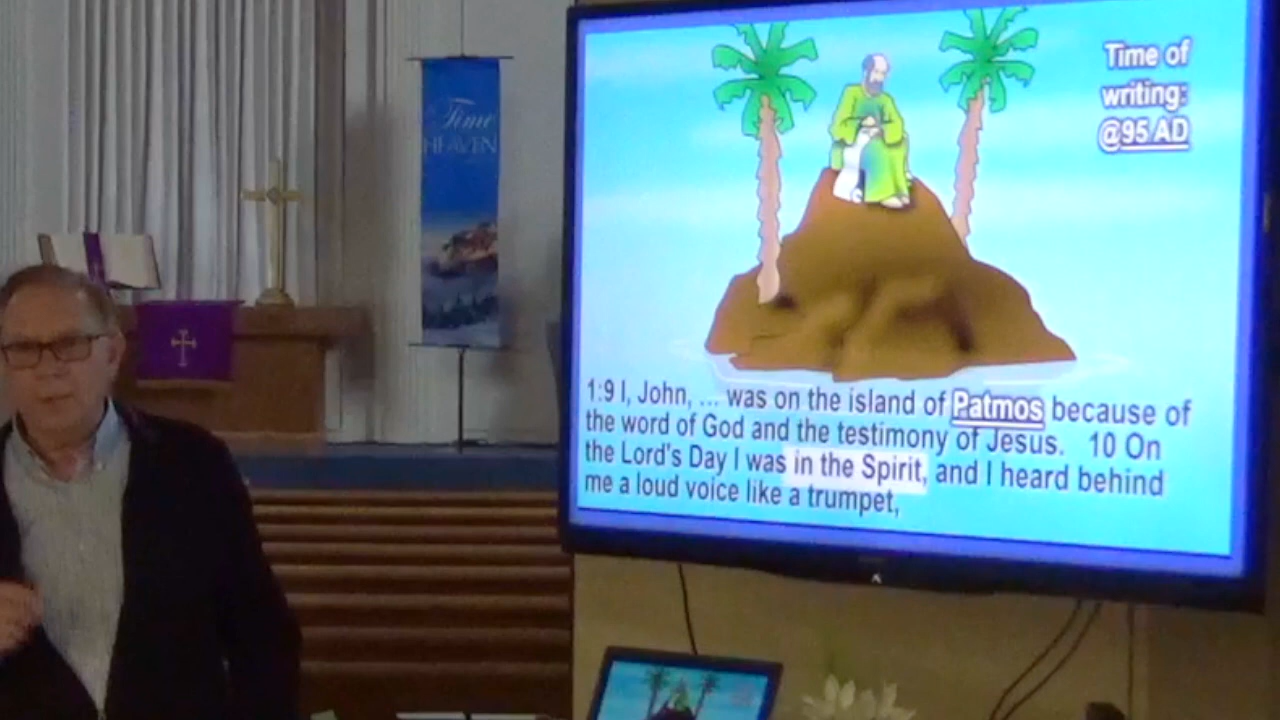 Time
HEAVEN
Time of
writing:
@95 AD
1:9 I, John, ... was on the island of Patmos because of
the word of God and the testimony of Jesus. 10 On
the Lord's Day I was in the Spirit, and I heard behind
me a loud voice like a trumpet,